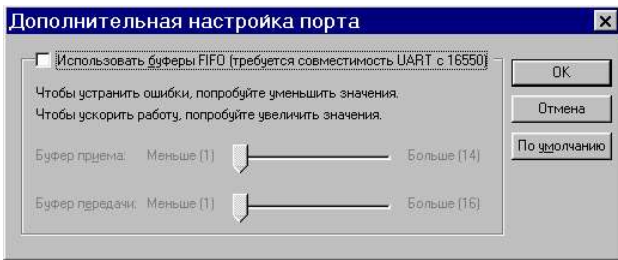 Дополнительная настройка порта
Использовать буферы FIFO (требуется совместимость UART с 16550)
Чтобы устранить ошибки, попробуйте уменьшить значения.
Чтобы ускорить работу, попробуйте увеличить значения.
Буфер приема: Меньше (1) Больше (14)
Буфер передачи: Меньше (1) Больше (16)
OK
Отмена
По умолчанию